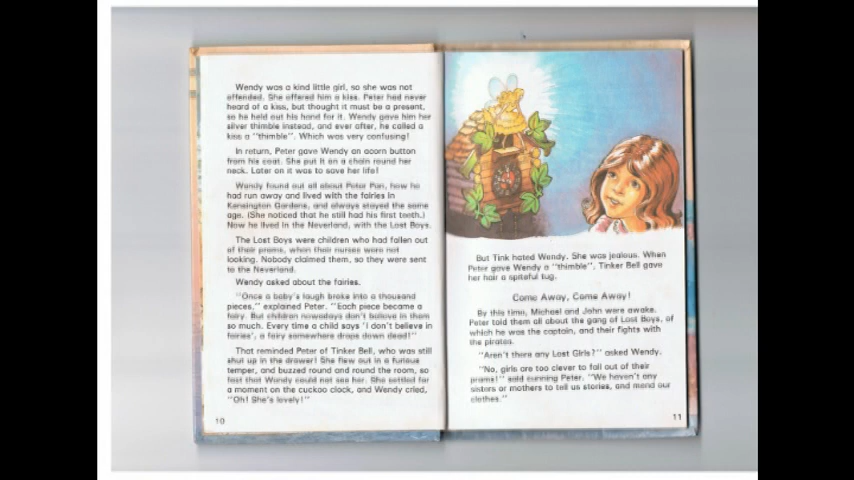 Wendy was a kind little girl, so she was not
offended. She offered him a kiss. Peter had never
heard of a kiss, but thought it must be a present,
so he held out his hand for it. Wendy gave him her
silver thimble instead, and ever after, he called a
kiss a "thimble". Which was very confusing!
In return, Peter gave Wendy an acorn button
from his coat. She put it on a chain round her
neck. Later on it was to save her life!
Wendy found out all about Peter Pan, how he
had run away and lived with the fairies in
Kensington Gardens, and always stayed the same
age. (She noticed that he still had his first teeth.)
Now he lived in the Neverland, with the Lost Boys.
The Lost Boys were children who had fallen out
of their prams, when their nurses were not
looking. Nobody claimed them, so they were sent
to the Neverland.
Wendy asked about the fairies.
"Once a baby's laugh broke into a thousand
pieces," explained Peter. "Each piece became a
fairy. But children nowadays don't believe in them
so much. Every time a child says 'I don't believe in
fairies', a fairy somewhere drops down dead!"
That reminded Peter of Tinker Bell, who was still
shut up in the drawer! She flew out in a furious
temper, and buzzed round and round the room, so
fast that Wendy could not see her. She settled for
a moment on the cuckoo clock, and Wendy cried,
"Oh! She's lovely!"
10
But Tink hated Wendy. She was jealous. When
Peter gave Wendy a "thimble", Tinker Bell gave
her hair a spiteful tug.
Come Away, Come Away!
By this time, Michael and John were awake.
Peter told them all about the gang of Lost Boys, of
which he was the captain, and their fights with
the pirates.
"Aren't there any Lost Girls?" asked Wendy.
"No, girls are too clever to fall out of their
prams!" said cunning Peter. "We haven't any
sisters or mothers to tell us stories, and mend our
clothes."
11